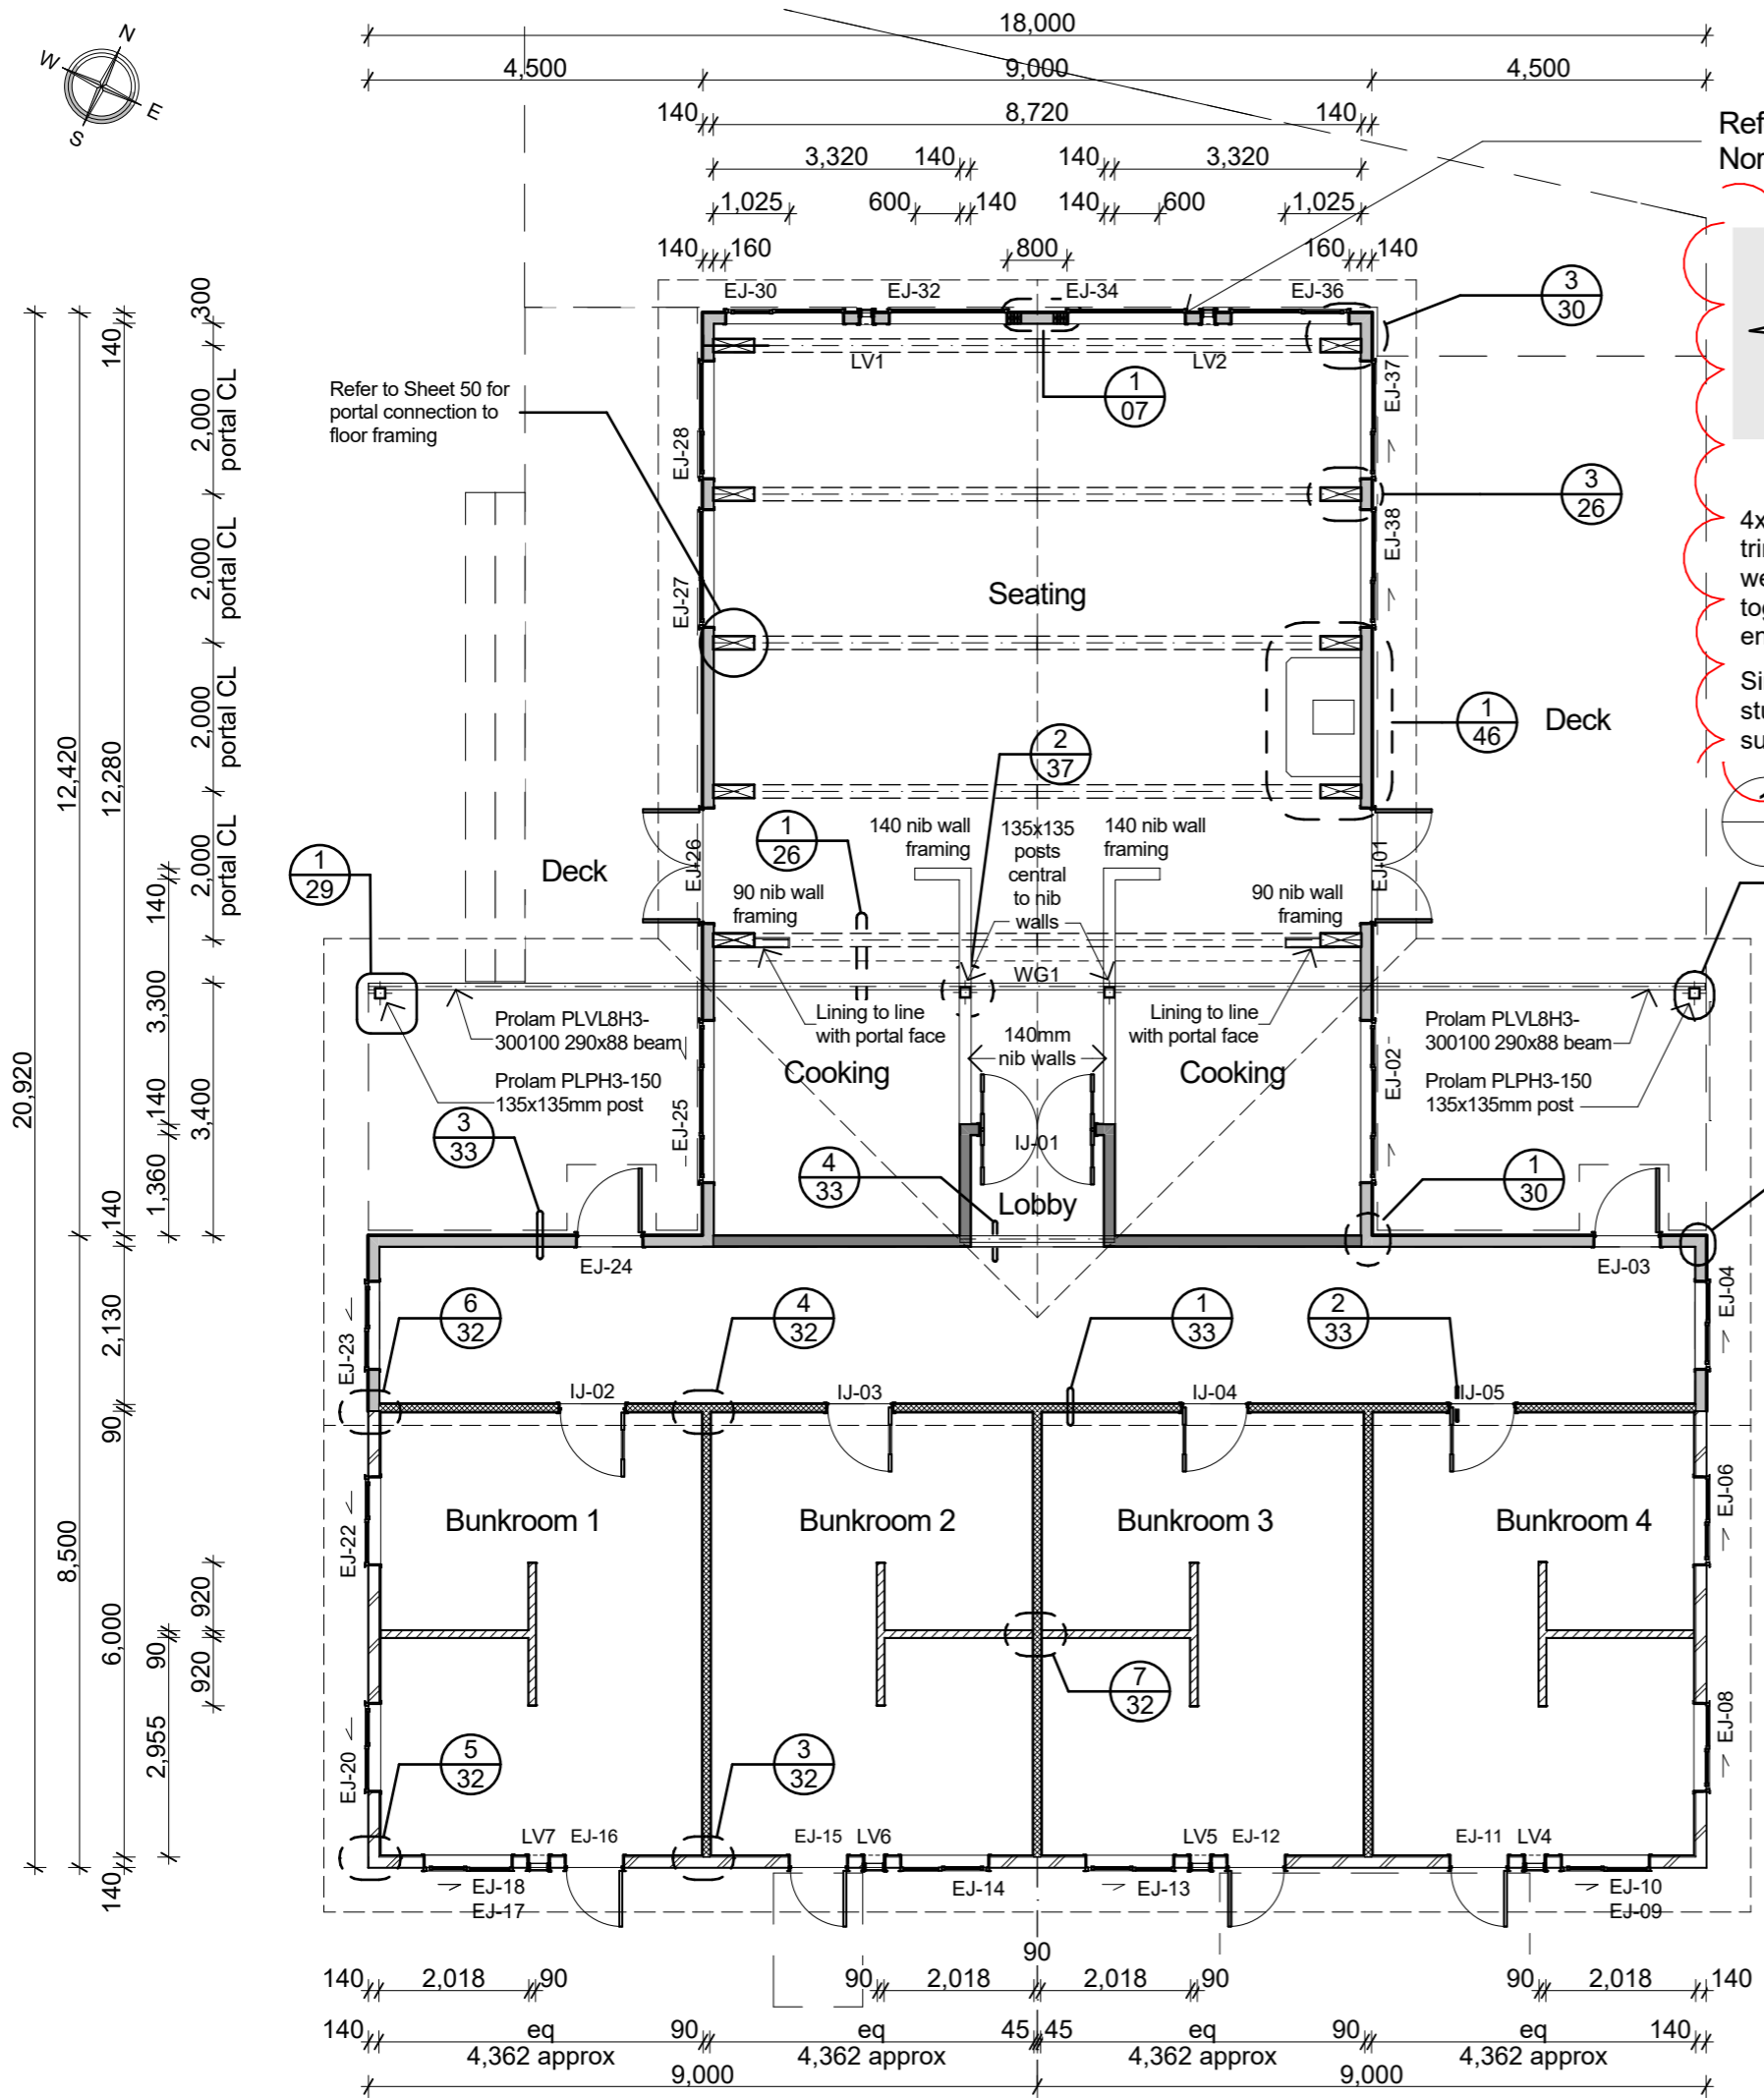 18,000
4,500
9,000
4,500
140
8,720
140
3,320
140
140
3,320
1,025
600
140
140
600
1,025
140
160
800
160
140
N
W
E
S
Ref
Nor
EJ-30
EJ-32
EJ-34
EJ-36
3
30
LV1
LV2
1
07
EJ-37
Refer to Sheet 50 for
portal connection to
floor framing
EJ-28
3
26
EJ-38
EJ-27
Seating
4x
trin
we
tog
en
Si
stu
su
1
46
Deck
2
37
300
140
2,000
portal CL
2,000
portal CL
2,000
portal CL
2,000
portal CL
12,420
12,280
140
3,300
140
3,400
1,360
140
20,920
1
29
Deck
EJ-26
1
26
140 nib wall
framing
135x135
posts
central
to nib
walls
140 nib wall
framing
EJ-01
90 nib wall
framing
90 nib wall
framing
WG1
Lining to line
with portal face
Lining to line
with portal face
140mm
nib walls
Prolam PLVL8H3-
300100 290x88 beam
Prolam PLPH3-150
135x135mm post
Prolam PLVL8H3-
300100 290x88 beam
Prolam PLPH3-150
135x135mm post
Cooking
Cooking
EJ-25
EJ-02
3
33
4
33
IJ-01
Lobby
1
30
EJ-24
EJ-03
EJ-23
EJ-04
6
32
4
32
1
33
2
33
2,130
90
IJ-02
IJ-03
IJ-04
IJ-05
Bunkroom 1
Bunkroom 2
Bunkroom 3
Bunkroom 4
EJ-22
EJ-06
8,500
6,000
920
90
920
2,955
140
7
32
5
32
3
32
EJ-20
EJ-08
LV7
EJ-16
EJ-15
LV6
LV5
EJ-12
EJ-11
LV4
EJ-18
EJ-17
EJ-14
EJ-13
EJ-10
EJ-09
90
140
2,018
90
90
2,018
2,018
90
90
2,018
140
140
eq
90
eq
45
45
eq
90
eq
140
4,362 approx
4,362 approx
4,362 approx
4,362 approx
9,000
9,000